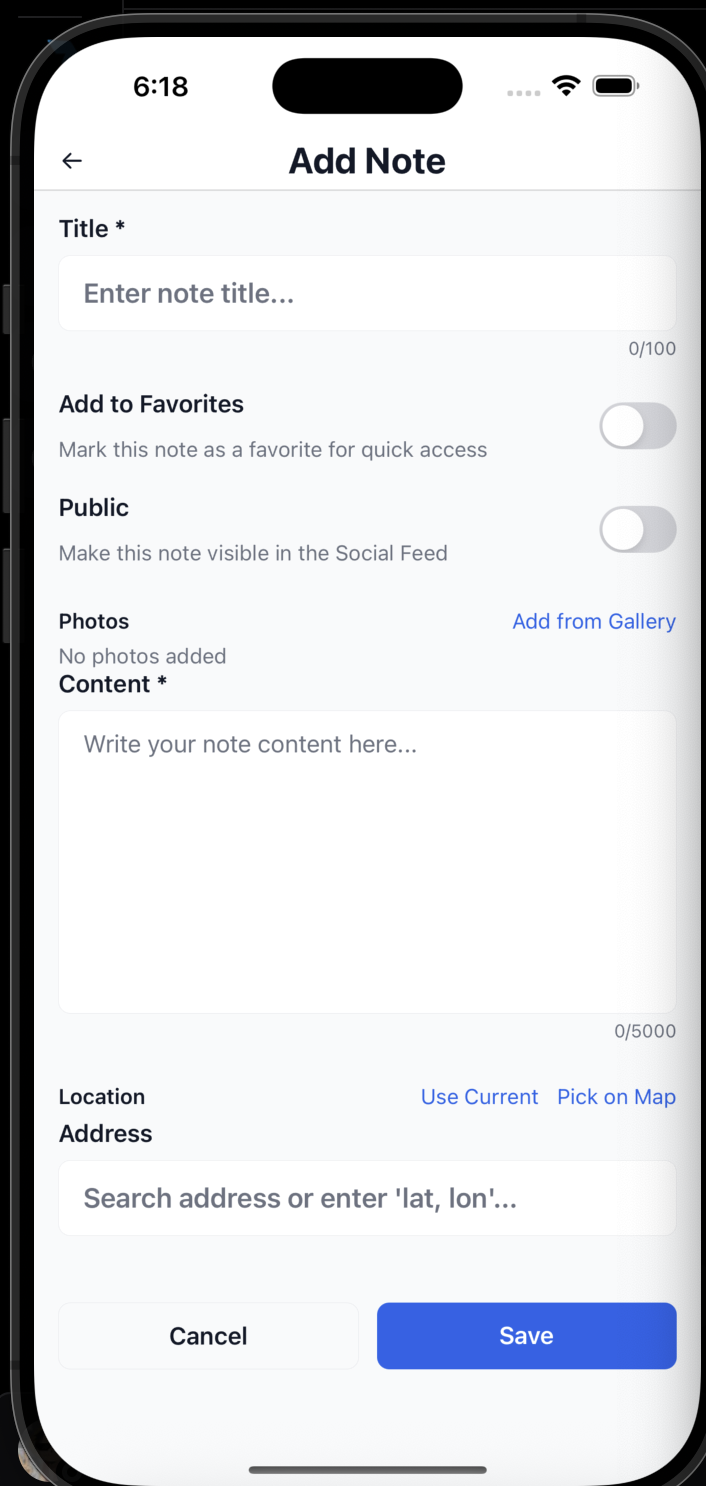 6:18
Add Note
Title *
Enter note title...
0/100
Add to Favorites
Mark this note as a favorite for quick access
Public
Make this note visible in the Social Feed
Photos
Add from Gallery
No photos added
Content *
Write your note content here...
0/5000
Location
Use Current
Pick on Map
Address
Search address or enter 'lat, lon'...
Cancel
Save